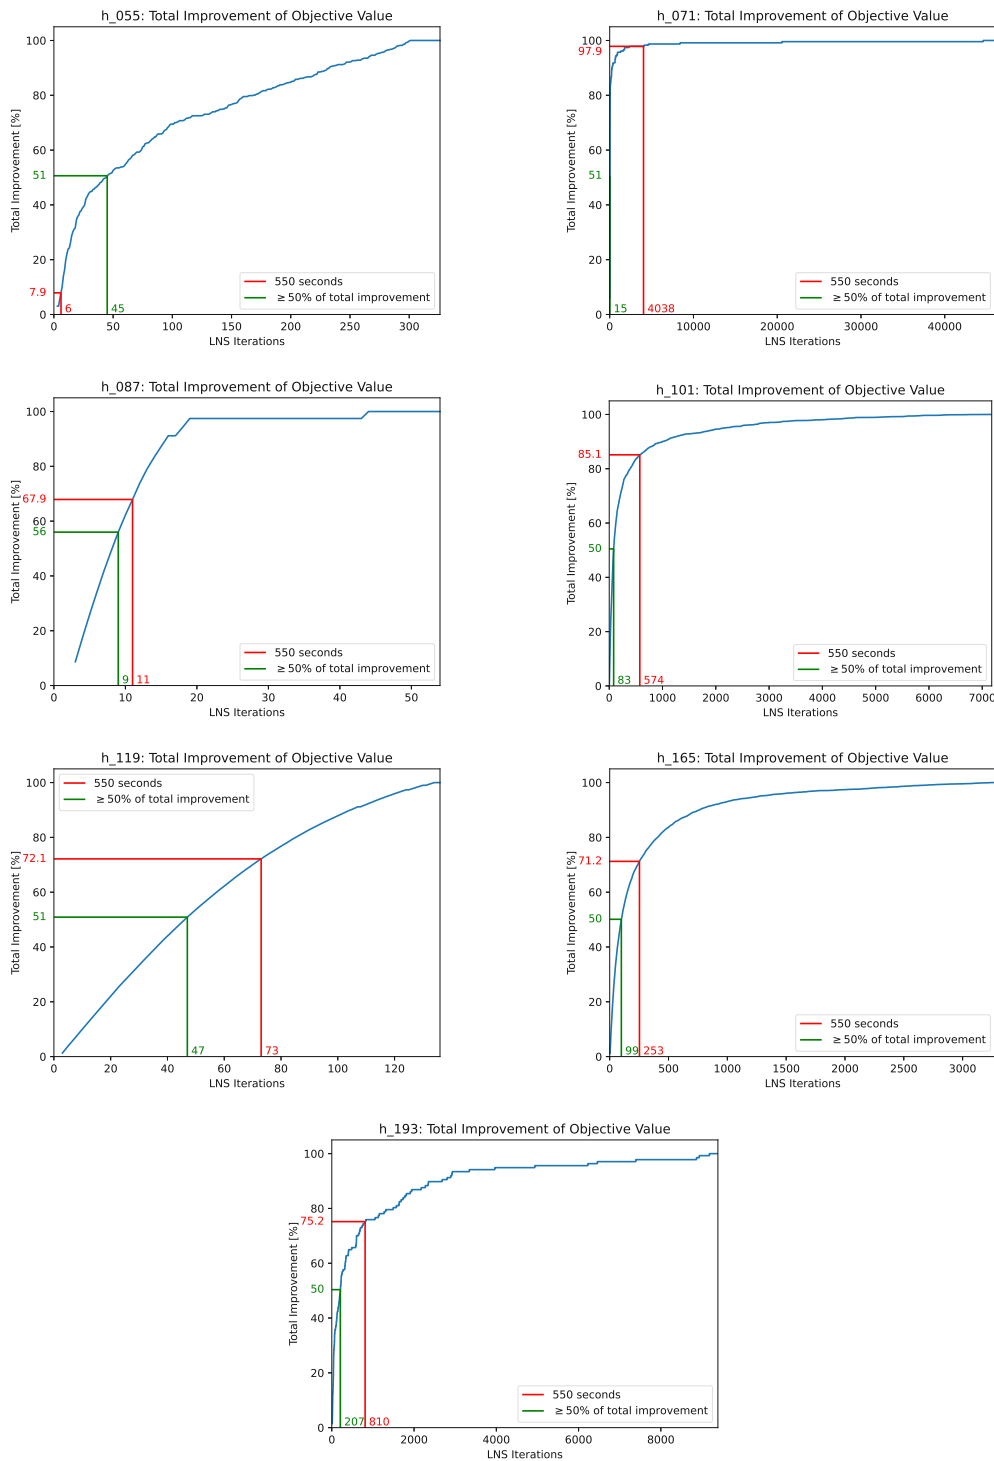 h_055: Total Improvement of Objective Value
100
80
60
51
40
20
7.9
0
Total Improvement [%]
6
45
550 seconds
≥50% of total improvement
0 50 100 150 200 250 300
LNS Iterations
h_071: Total Improvement of Objective Value
100
97.9
80
60
51
40
20
0
Total Improvement [%]
15
4038
550 seconds
≥50% of total improvement
0 10000 20000 30000 40000
LNS Iterations
h_087: Total Improvement of Objective Value
100
80
67.9
60
56
40
20
0
Total Improvement [%]
9
11
550 seconds
≥50% of total improvement
0 10 20 30 40 50
LNS Iterations
h_101: Total Improvement of Objective Value
100
85.1
80
60
50
40
20
0
Total Improvement [%]
83
574
550 seconds
≥50% of total improvement
0 1000 2000 3000 4000 5000 6000 7000
LNS Iterations
h_119: Total Improvement of Objective Value
550 seconds
≥50% of total improvement
100
80
72.1
60
51
40
20
0
Total Improvement [%]
47
73
0 20 40 60 80 100 120
LNS Iterations
h_165: Total Improvement of Objective Value
100
80
71.2
60
50
40
20
0
Total Improvement [%]
99
253
550 seconds
≥50% of total improvement
0 500 1000 1500 2000 2500 3000
LNS Iterations
h_193: Total Improvement of Objective Value
100
80
75.2
60
50
40
20
0
Total Improvement [%]
207
810
550 seconds
≥50% of total improvement
0 2000 4000 6000 8000
LNS Iterations